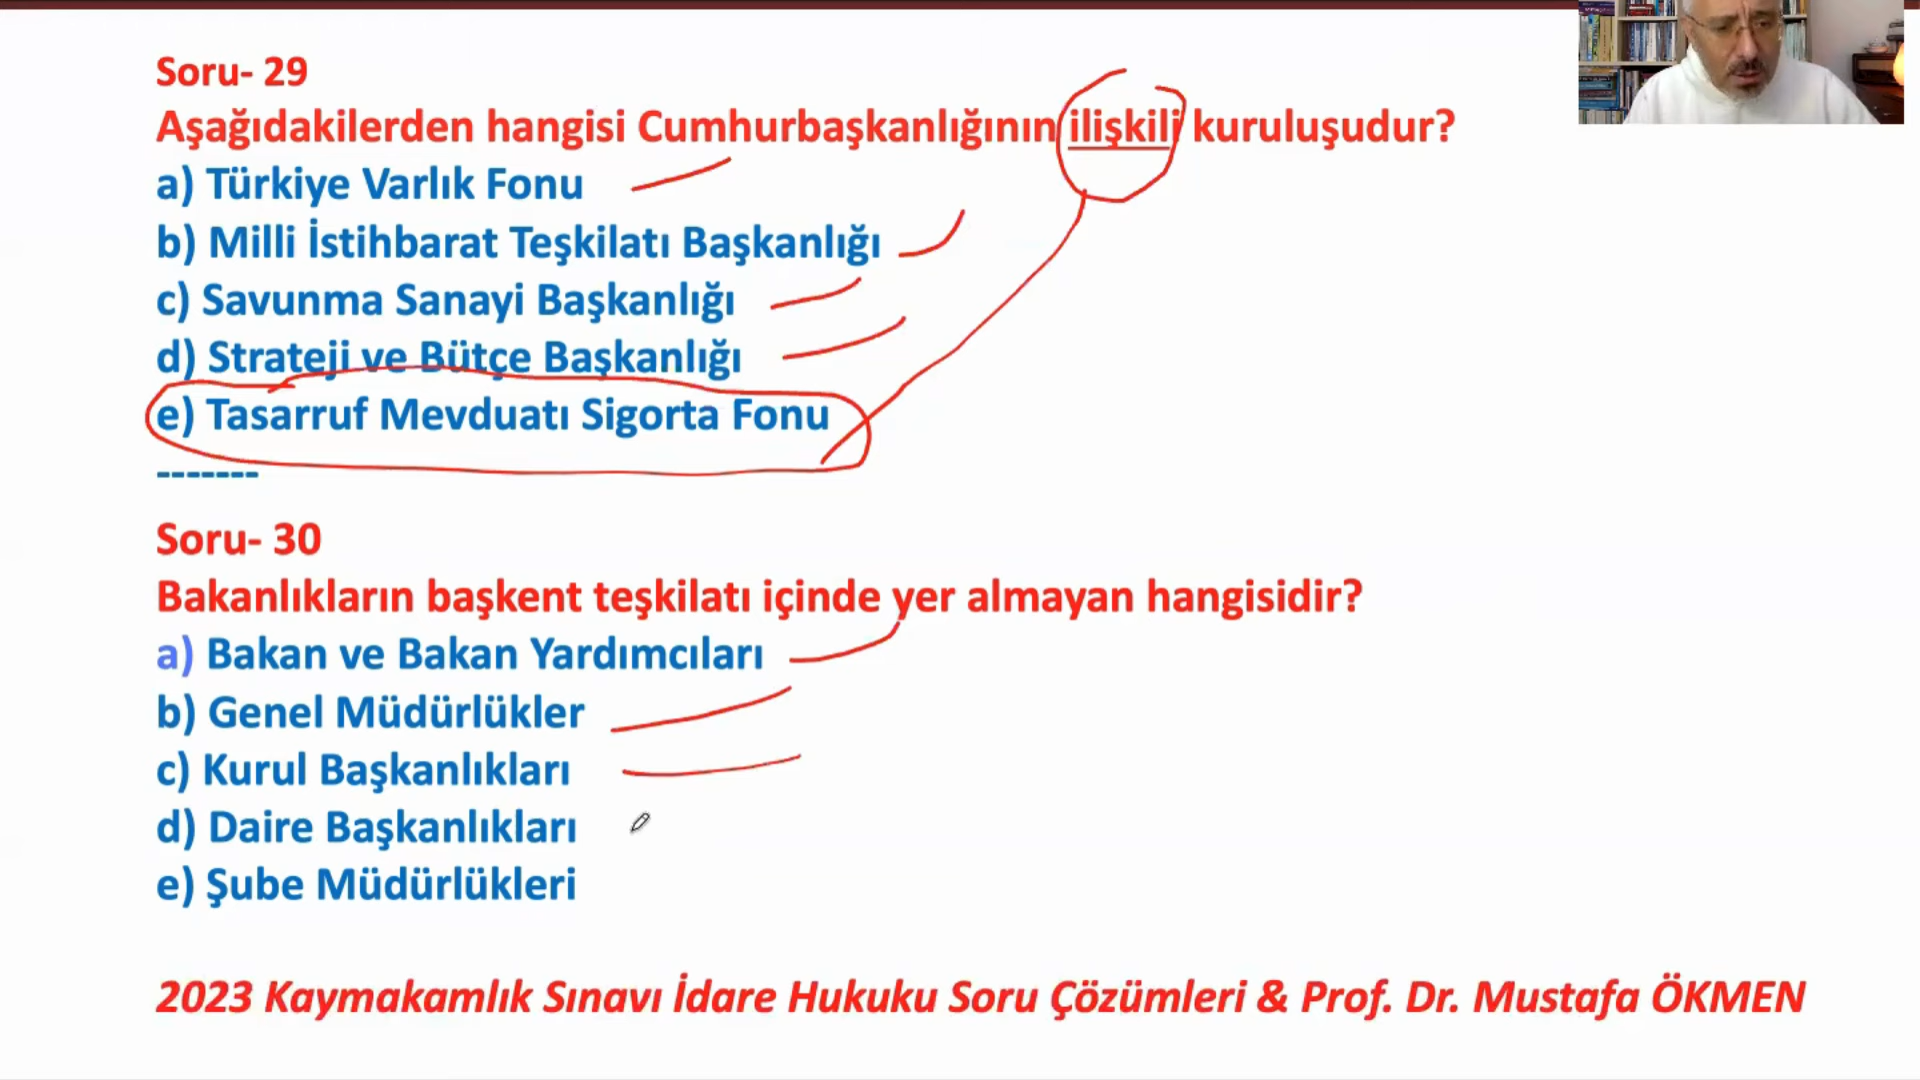 Soru- 29
Aşağıdakilerden hangisi Cumhurbaşkanlığının ilişkili kuruluşudur?
a) Türkiye Varlık Fonu
b) Milli İstihbarat Teşkilatı Başkanlığı
c) Savunma Sanayi Başkanlığı
d) Strateji ve Bütçe Başkanlığı
e) Tasarruf Mevduatı Sigorta Fonu
-------
Soru- 30
Bakanlıkların başkent teşkilatı içinde yer almayan hangisidir?
a) Bakan ve Bakan Yardımcıları
b) Genel Müdürlükler
c) Kurul Başkanlıkları
d) Daire Başkanlıkları
e) Şube Müdürlükleri
2023 Kaymakamlık Sınavı İdare Hukuku Soru Çözümleri & Prof. Dr. Mustafa ÖKMEN